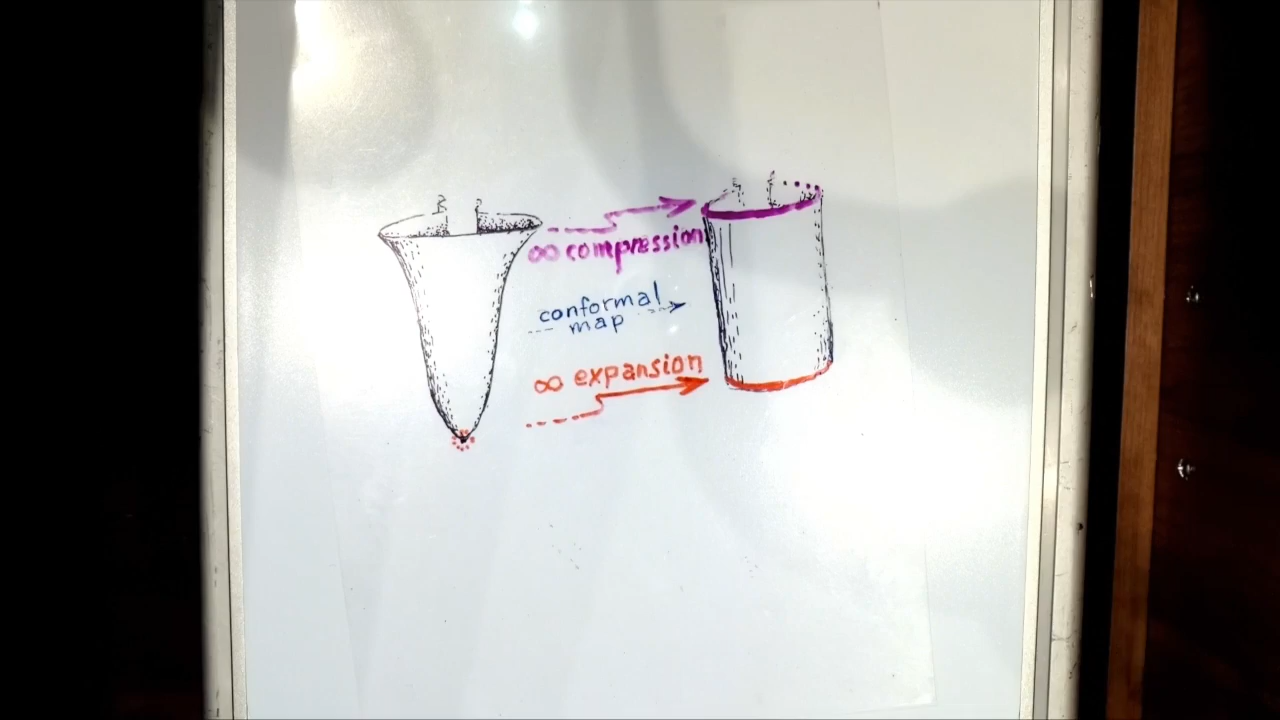 ∞ compression
conformal
map
∞ expansion